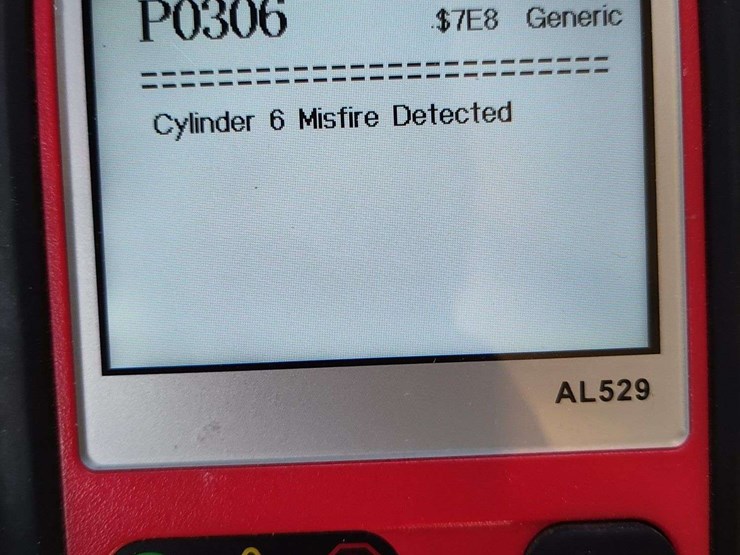 P0306 $7E8 Generic
==========================
Cylinder 6 Misfire Detected
AL529